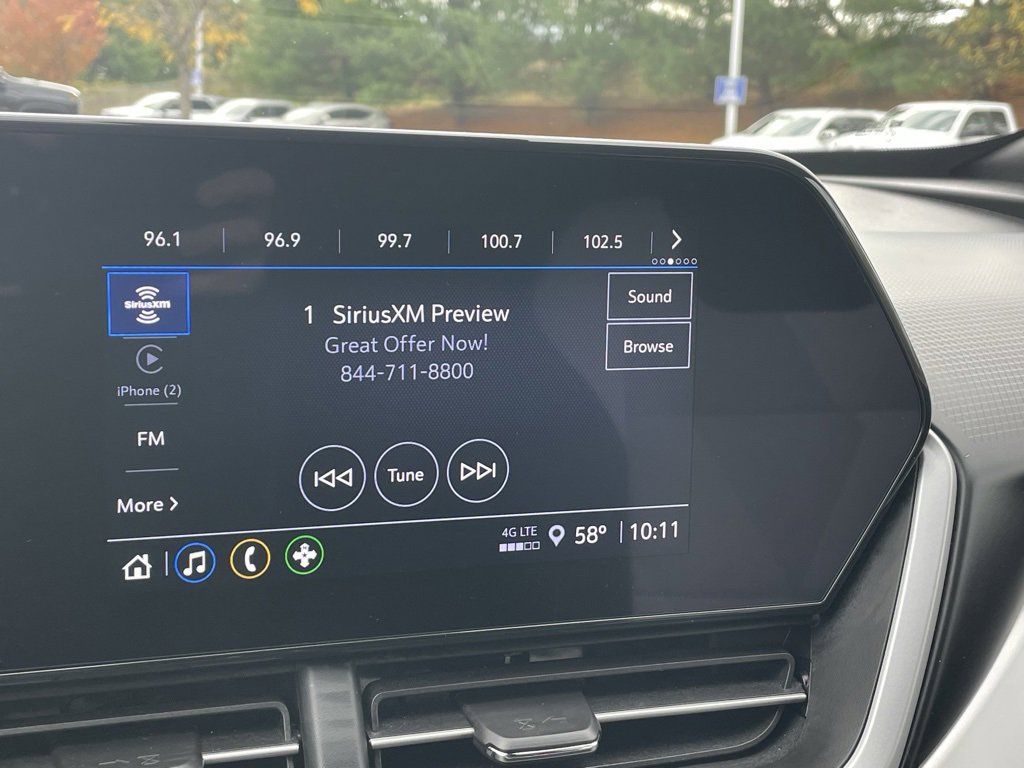 96.1 96.9 99.7 100.7 102.5
SiriusXM
1 SiriusXM Preview
Great Offer Now!
844-711-8800
Sound
Browse
iPhone (2)
FM
More
Tune
4G LTE
58° 10:11